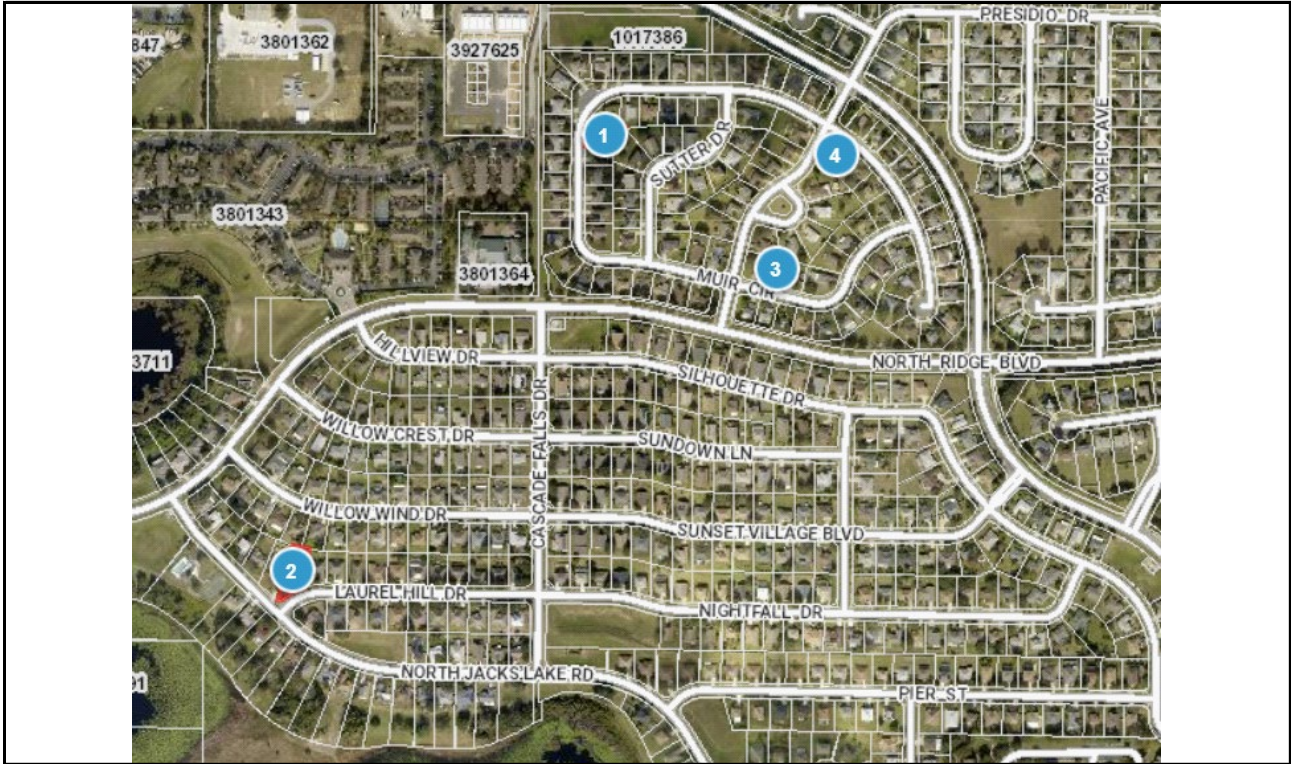 PRESIDIO DR
347
3801362
3927625
1017386
1
4
SUTTER DR
PACIFIC AVE
3801343
3801364
3
MUIR CIR
3711
HILLVIEW DR
NORTH RIDGE BLVD
SILHOUETTE DR
CASCADE FALLS DR
WILLOW CREST DR
SUNDOWN LN
WILLOW WIND DR
SUNSET VILLAGE BLVD
2
LAUREL HILL DR
NIGHTFALL DR
91
NORTH JACKS LAKE RD
PIER ST